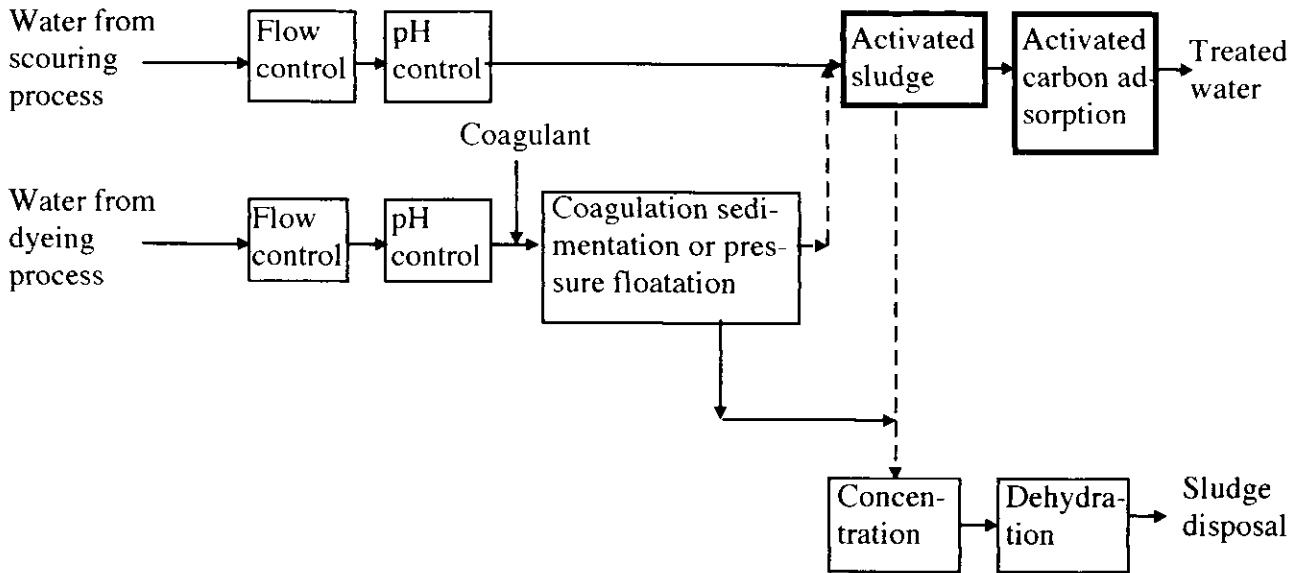 Water from
scouring
process
Flow
control
pH
control
Activated
sludge
Activated
carbon ad-
sorption
Treated
water
Coagulant
Water from
dyeing
process
Flow
control
pH
control
Coagulation sedi-
mentation or pres-
sure floatation
Concen-
tration
Dehydra-
tion
Sludge
disposal